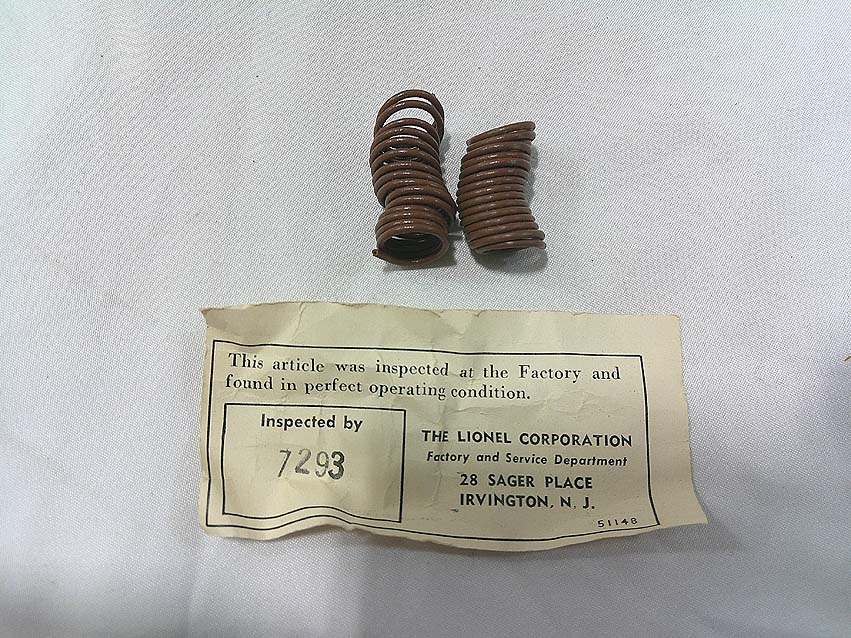 This article was inspected at the Factory and
found in perfect operating condition.
Inspected by
7293
THE LIONEL CORPORATION
Factory and Service Department
28 SAGER PLACE
IRVINGTON, N. J.
51148